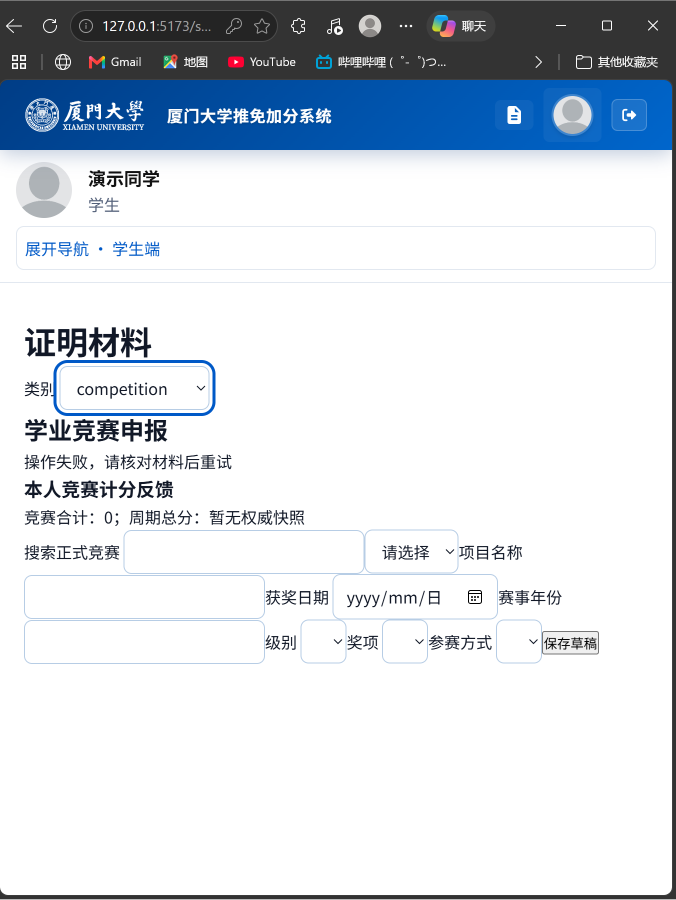 127.0.0.1:5173/s...
聊天
Gmail
地图
YouTube
哔哩哔哩 (゜-゜)つ...
其他收藏夹
厦门大学
XIAMEN UNIVERSITY
厦门大学推免加分系统
演示同学
学生
展开导航 · 学生端
证明材料
类别 competition
学业竞赛申报
操作失败，请核对材料后重试
本人竞赛计分反馈
竞赛合计：0；周期总分：暂无权威快照
搜索正式竞赛 请选择 项目名称
获奖日期 yyyy/mm/日 赛事年份
级别 奖项 参赛方式 保存草稿